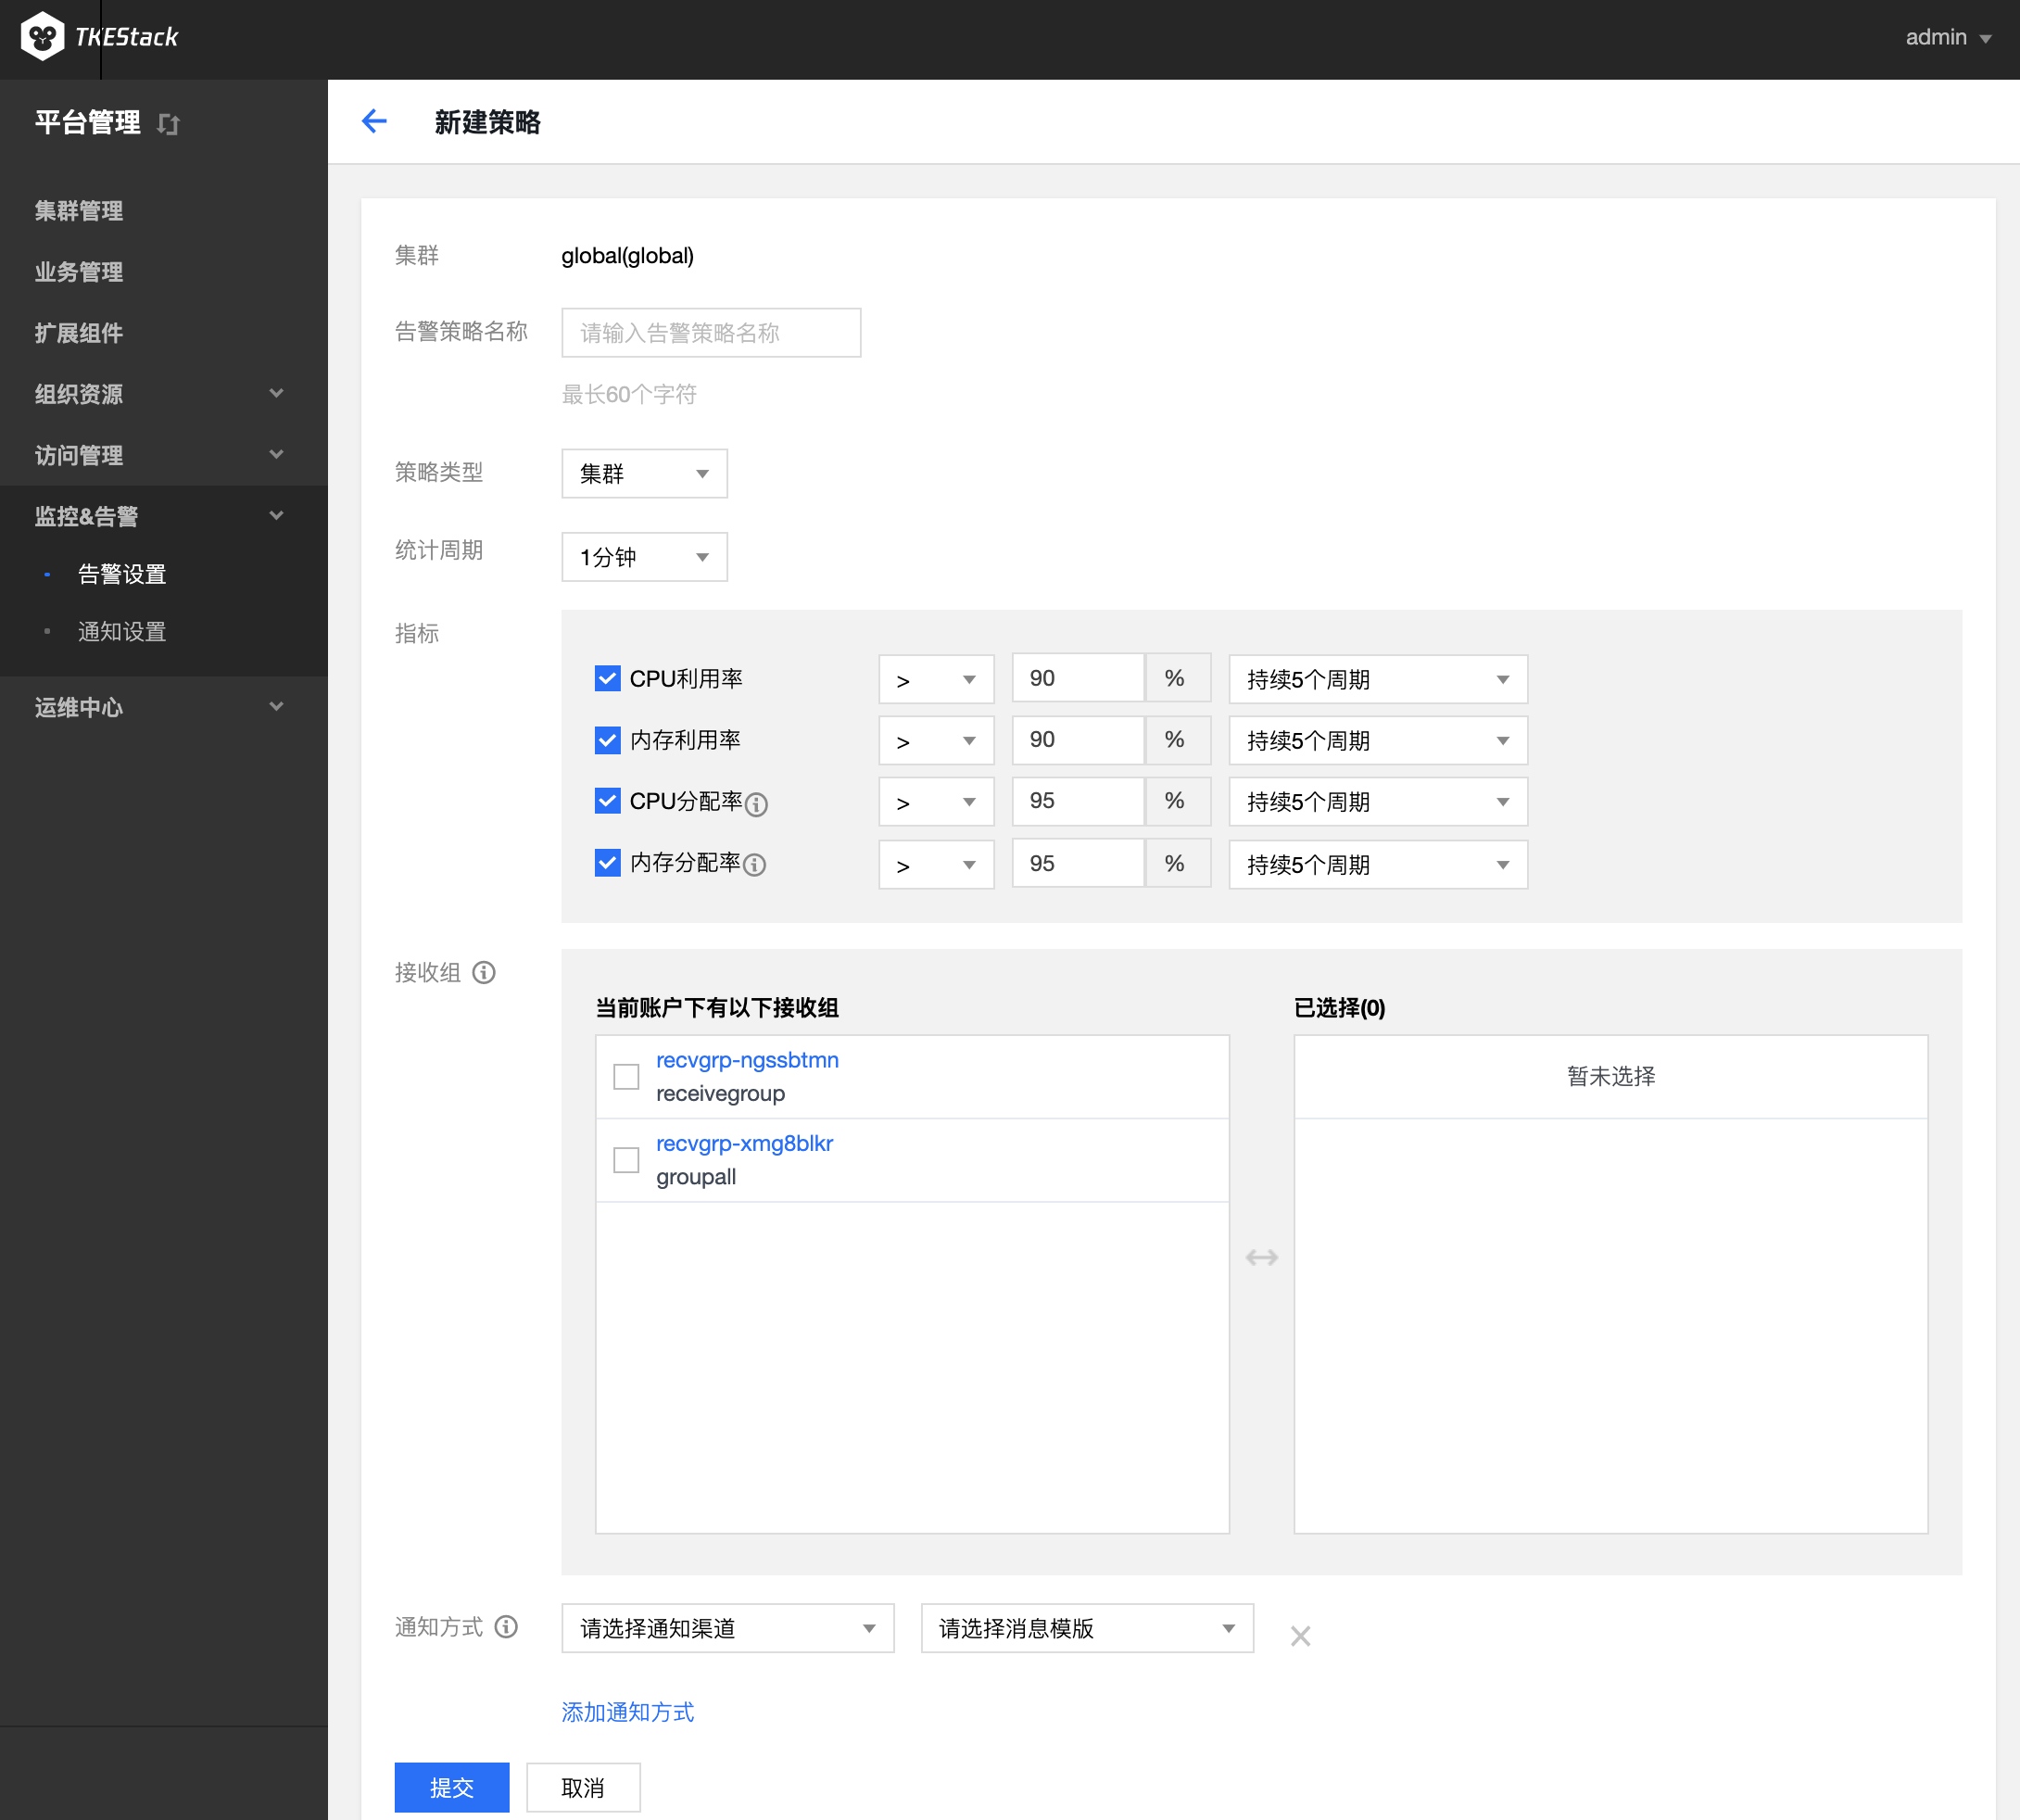 TKEStack
admin
平台管理
集群管理
业务管理
扩展组件
组织资源
访问管理
监控&告警
告警设置
通知设置
运维中心
新建策略
集群 global(global)
告警策略名称 请输入告警策略名称
最长60个字符
策略类型 集群
统计周期 1分钟
指标
CPU利用率 > 90 % 持续5个周期
内存利用率 > 90 % 持续5个周期
CPU分配率 > 95 % 持续5个周期
内存分配率 > 95 % 持续5个周期
接收组
当前账户下有以下接收组
recvgrp-ngssbtmn
receivegroup
recvgrp-xmg8blkr
groupall
已选择(0)
暂未选择
通知方式 请选择通知渠道 请选择消息模版
添加通知方式
提交 取消